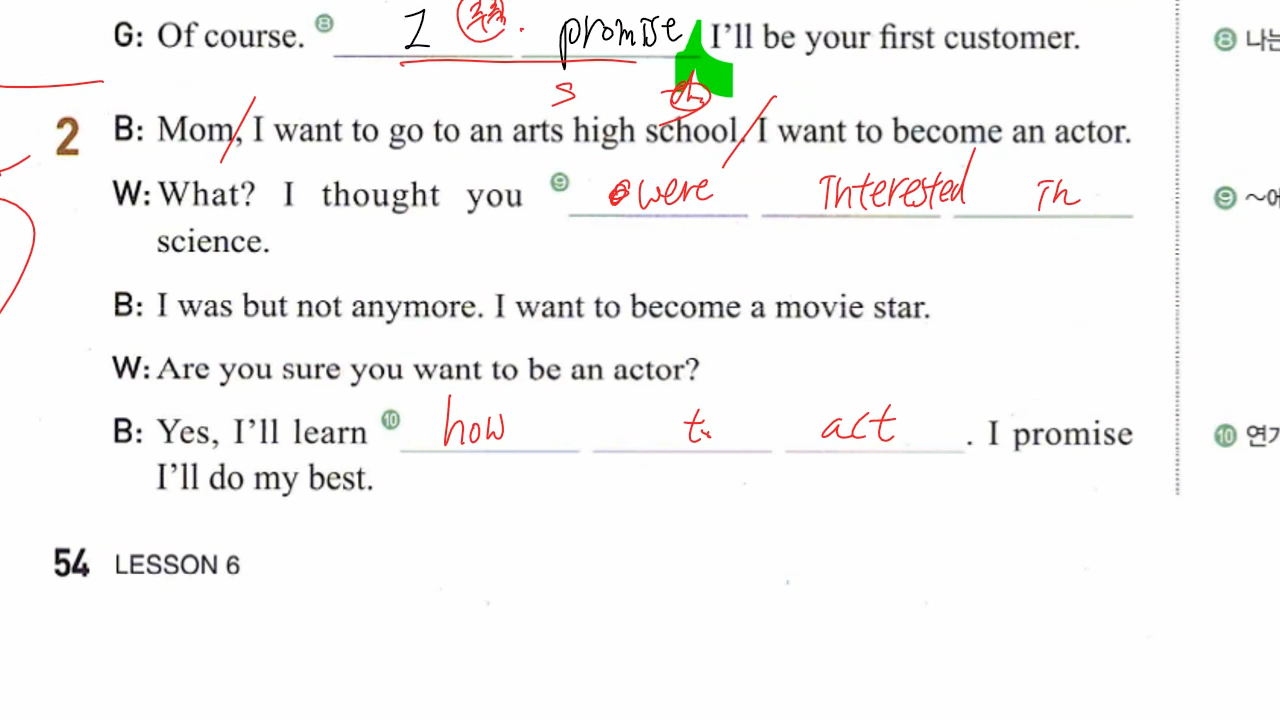 G: Of course. ⑧ I promise I'll be your first customer. ⑧ 나는
s
2 B: Mom, I want to go to an arts high school. I want to become an actor.
W: What? I thought you ⑨ were interested in ⑨ ~에
science.
B: I was but not anymore. I want to become a movie star.
W: Are you sure you want to be an actor?
B: Yes, I'll learn ⑩ how to act. I promise ⑩ 연기
I'll do my best.
54 LESSON 6